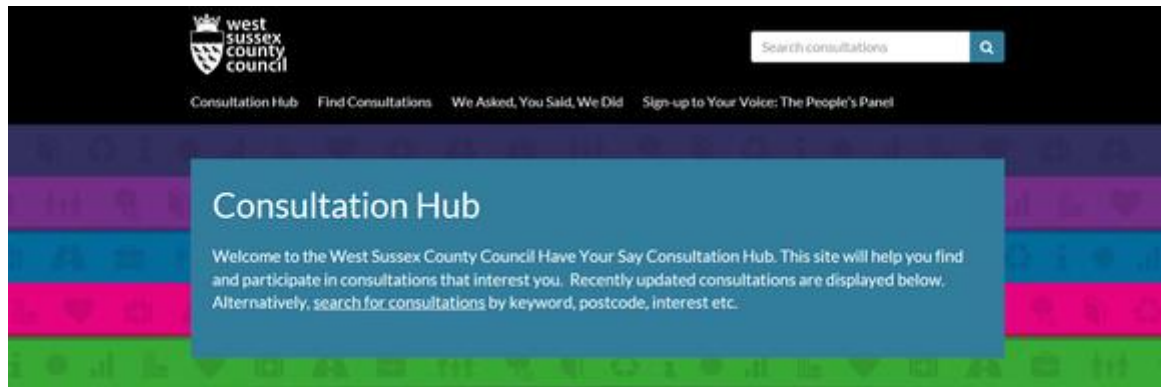 west
sussex
county
council
Search consultations
Consultation Hub Find Consultations We Asked, You Said, We Did Sign-up to Your Voice: The People's Panel
Consultation Hub
Welcome to the West Sussex County Council Have Your Say Consultation Hub. This site will help you find
and participate in consultations that interest you. Recently updated consultations are displayed below.
Alternatively, search for consultations by keyword, postcode, interest etc.